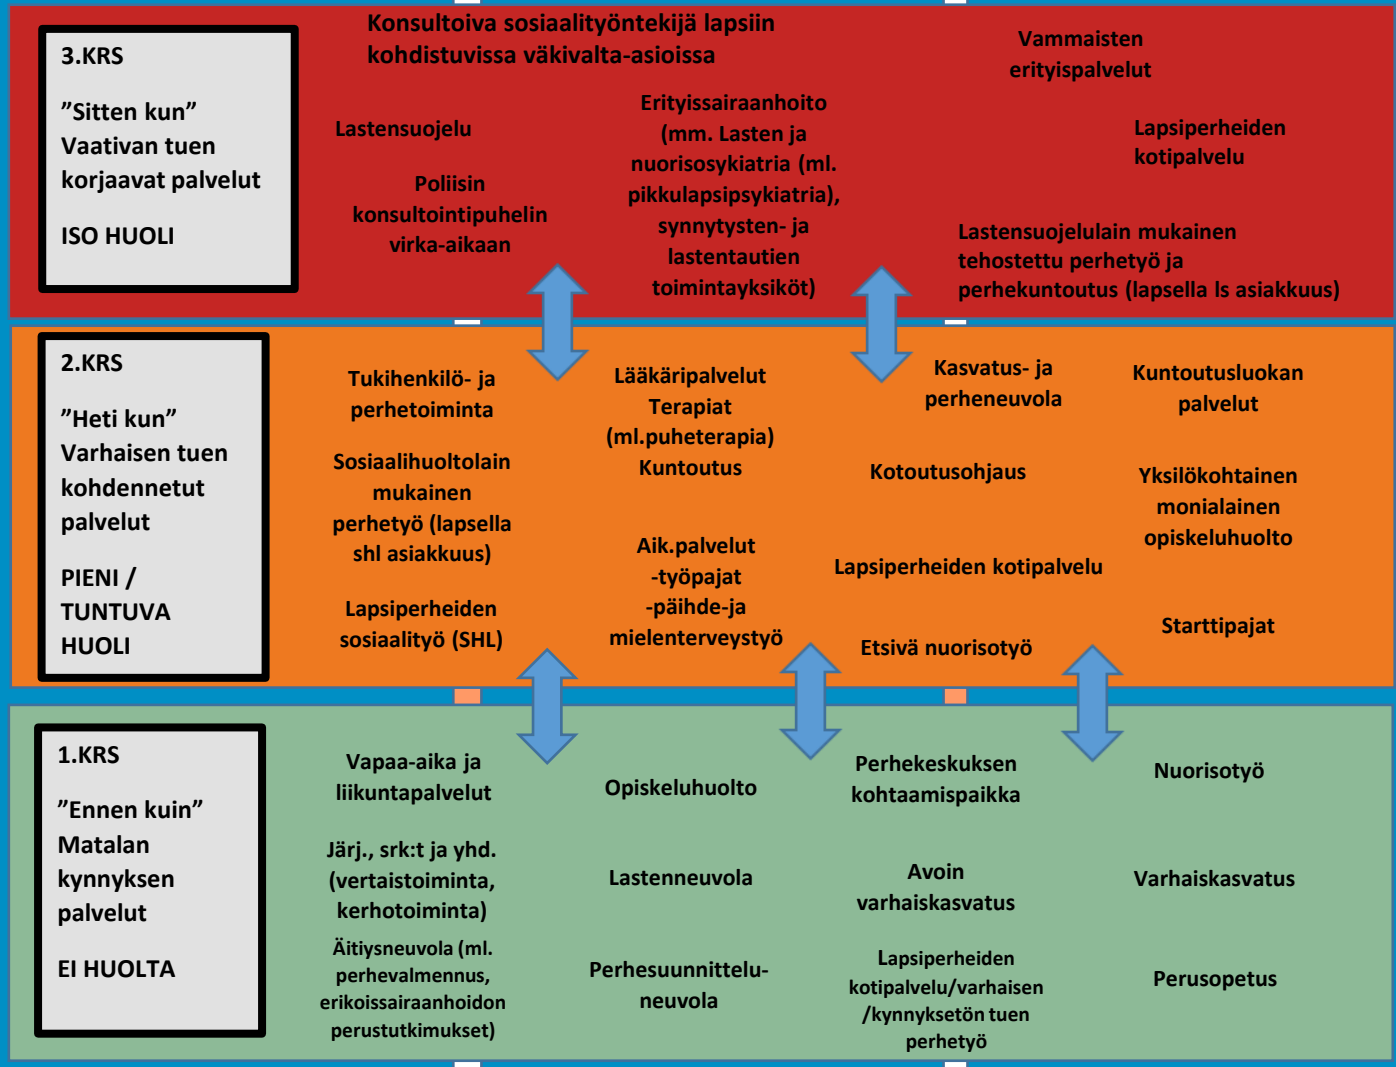 3.KRS
”Sitten kun”
Vaativan tuen
korjaavat palvelut
ISO HUOLI
Konsultoiva sosiaalityöntekijä lapsiin
kohdistuvissa väkivalta-asioissa
Lastensuojelu
Poliisin
konsultointipuhelin
virka-aikaan
Erityissairaanhoito
(mm. Lasten ja
nuorisosykiatria (ml.
pikkulapsipsykiatria),
synnytysten- ja
lastentautien
toimintayksiköt)
Vammaisten
erityispalvelut
Lapsiperheiden
kotipalvelu
Lastensuojelulain mukainen
tehostettu perhetyö ja
perhekuntoutus (lapsella ls asiakkuus)
2.KRS
”Heti kun”
Varhaisen tuen
kohdennetut
palvelut
PIENI /
TUNTUVA
HUOLI
Tukihenkilö- ja
perhetoiminta
Sosiaalihuoltolain
mukainen
perhetyö (lapsella
shl asiakkuus)
Lapsiperheiden
sosiaalityö (SHL)
Lääkäripalvelut
Terapiat
(ml.puheterapia)
Kuntoutus
Aik.palvelut
-työpajat
-päihde-ja
mielenterveystyö
Kasvatus- ja
perheneuvola
Kotoutusohjaus
Lapsiperheiden kotipalvelu
Etsivä nuorisotyö
Kuntoutusluokan
palvelut
Yksilökohtainen
monialainen
opiskeluhuolto
Starttipajat
1.KRS
”Ennen kuin”
Matalan
kynnyksen
palvelut
EI HUOLTA
Vapaa-aika ja
liikuntapalvelut
Järj., srk:t ja yhd.
(vertaistoiminta,
kerhotoiminta)
Äitiysneuvola (ml.
perhevalmennus,
erikoissairaanhoidon
perustutkimukset)
Opiskeluhuolto
Lastenneuvola
Perhesuunnittelu-
neuvola
Perhekeskuksen
kohtaamispaikka
Avoin
varhaiskasvatus
Lapsiperheiden
kotipalvelu/varhaisen
/kynnyksetön tuen
perhetyö
Nuorisotyö
Varhaiskasvatus
Perusopetus